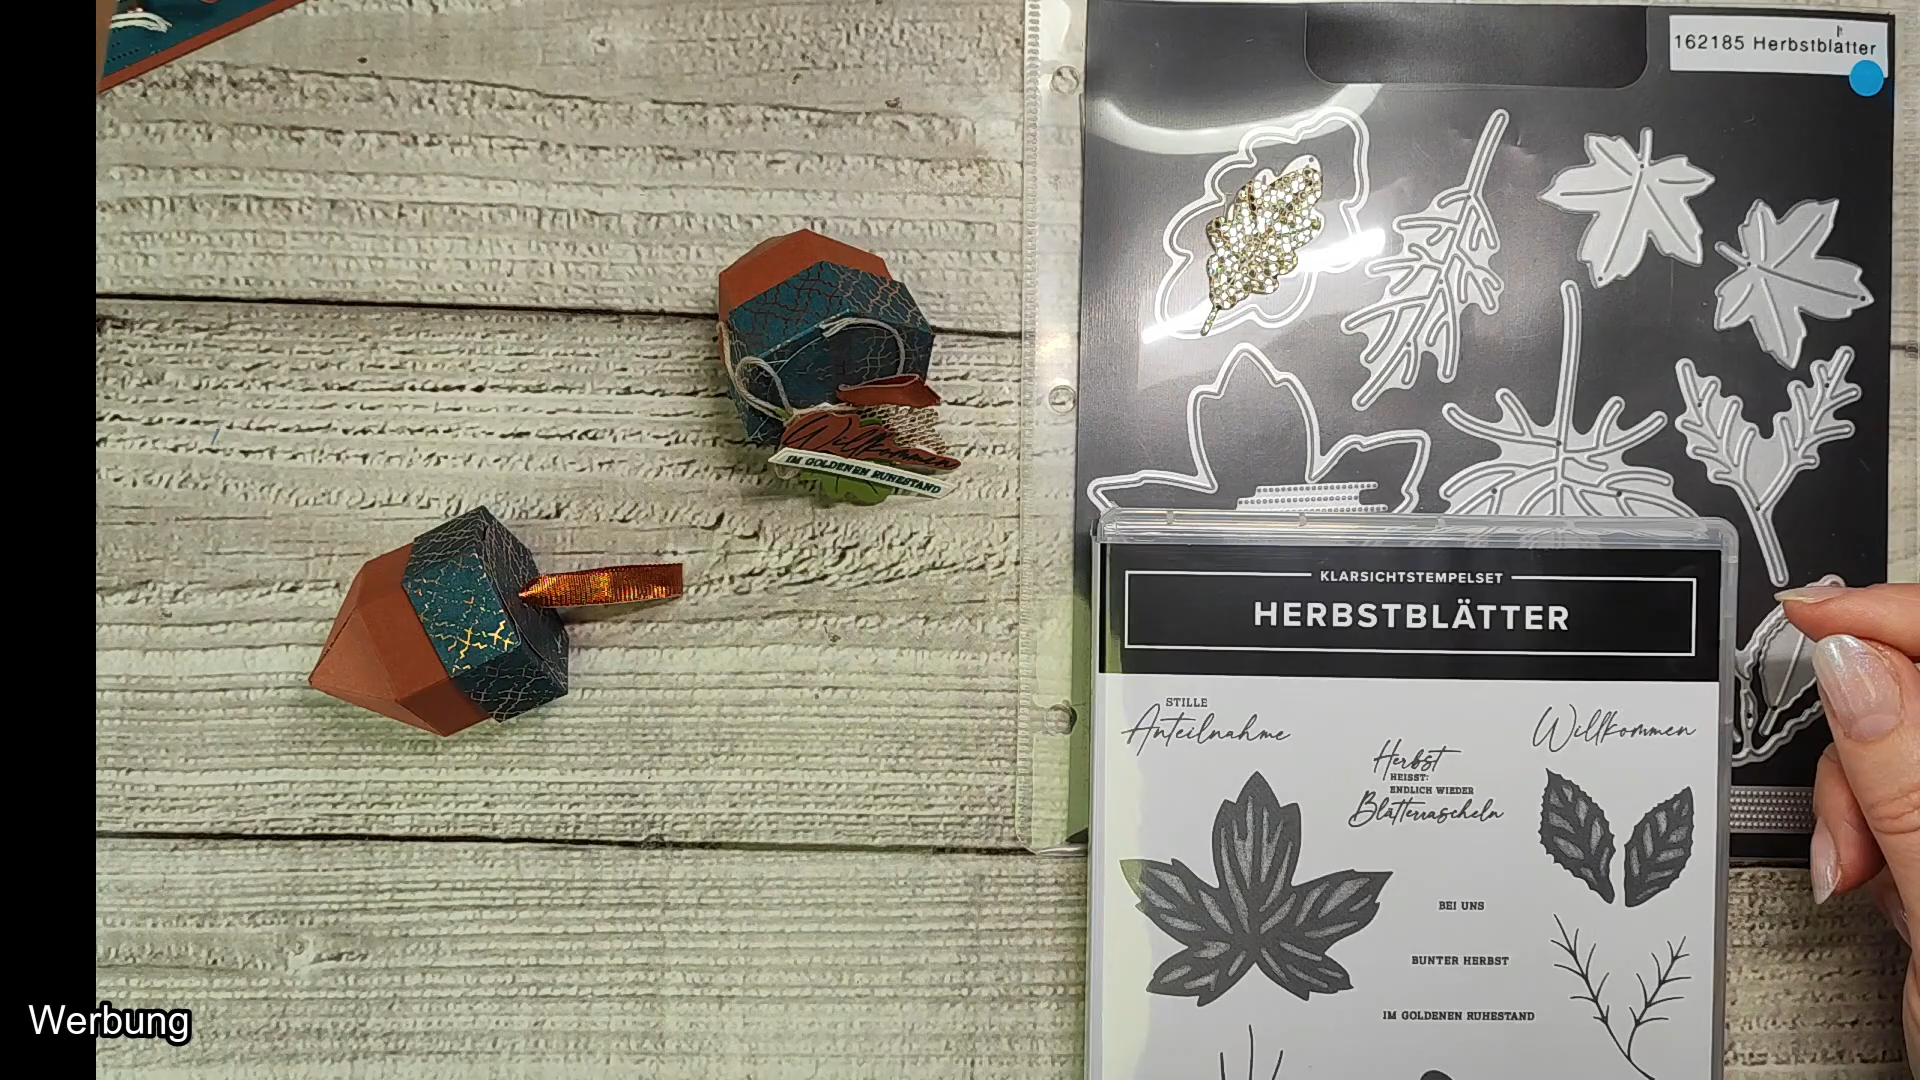 162185 Herbstblätter
Willkommen
IM GOLDENEN RUHESTAND
KLARSICHTSTEMPELSET
HERBSTBLÄTTER
STILLE
Anteilnahme
Willkommen
Herbst
HEISST:
ENDLICH WIEDER
Blätterrascheln
BEI UNS
BUNTER HERBST
IM GOLDENEN RUHESTAND
Werbung